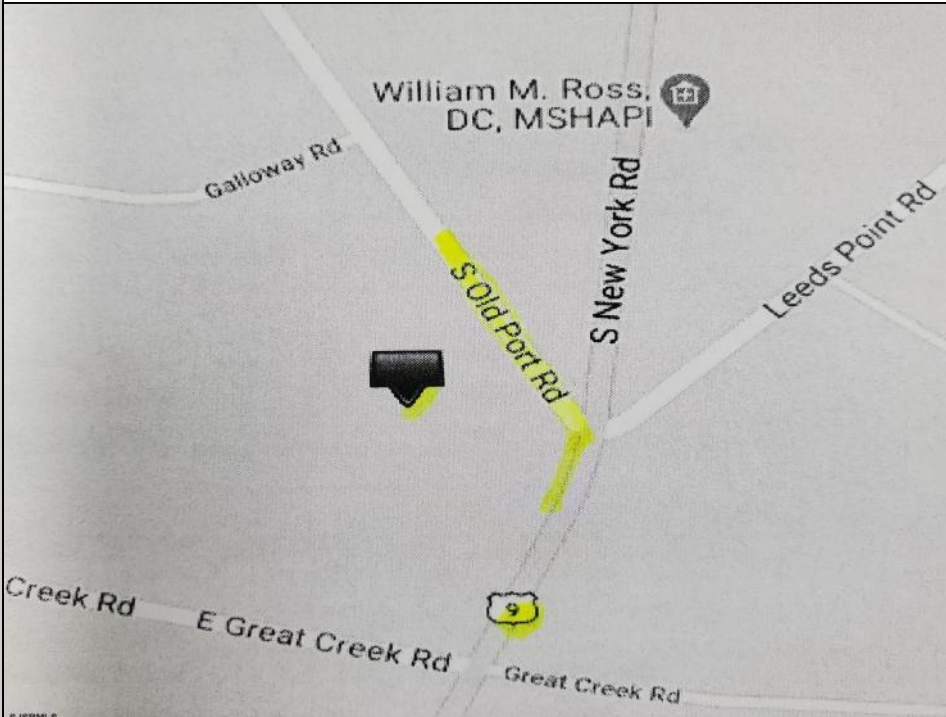 William M. Ross,
DC, MSHAPI
Galloway Rd
S New York Rd
Leeds Point Rd
S Old Port Rd
9
Creek Rd
E Great Creek Rd
Great Creek Rd